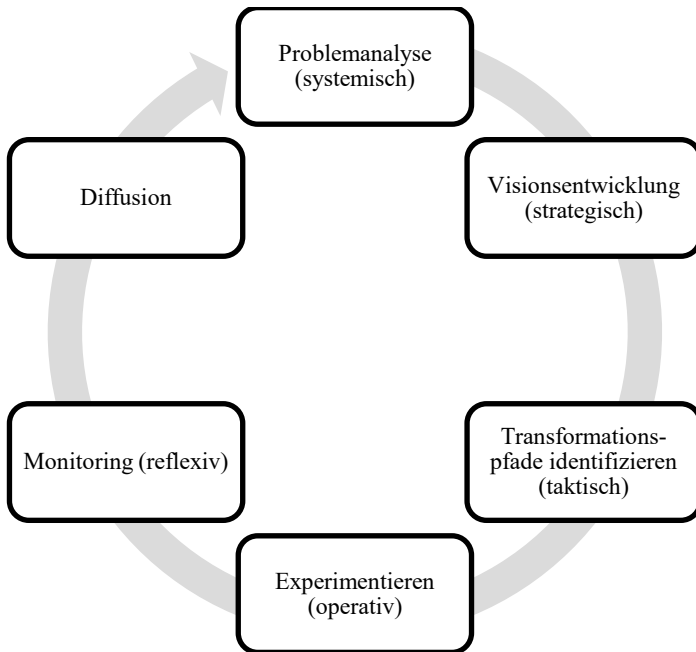 Problemanalyse
(systemisch)
Visionsentwicklung
(strategisch)
Transformations-
pfade identifizieren
(taktisch)
Experimentieren
(operativ)
Monitoring (reflexiv)
Diffusion